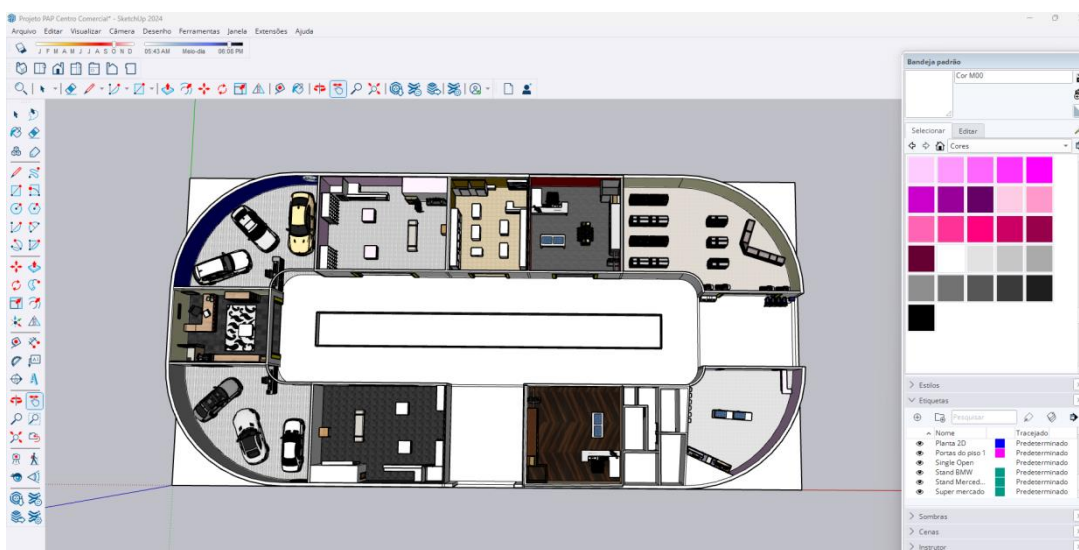 Projeto PAP Centro Comercial* - SketchUp 2024
Arquivo Editar Visualizar Câmera Desenho Ferramentas Janela Extensões Ajuda
J F M A M J J A S O N D 05:43 AM Meio-dia 06:08 PM
Bandeja padrão
Cor M00
Selecionar Editar
Cores
Estilos
Etiquetas
Pesquisar
Nome Tracejado
Planta 2D Predeterminado
Portas do piso 1 Predeterminado
Single Open Predeterminado
Stand BMW Predeterminado
Stand Merced... Predeterminado
Super mercado Predeterminado
Sombras
Cenas
Instrutor